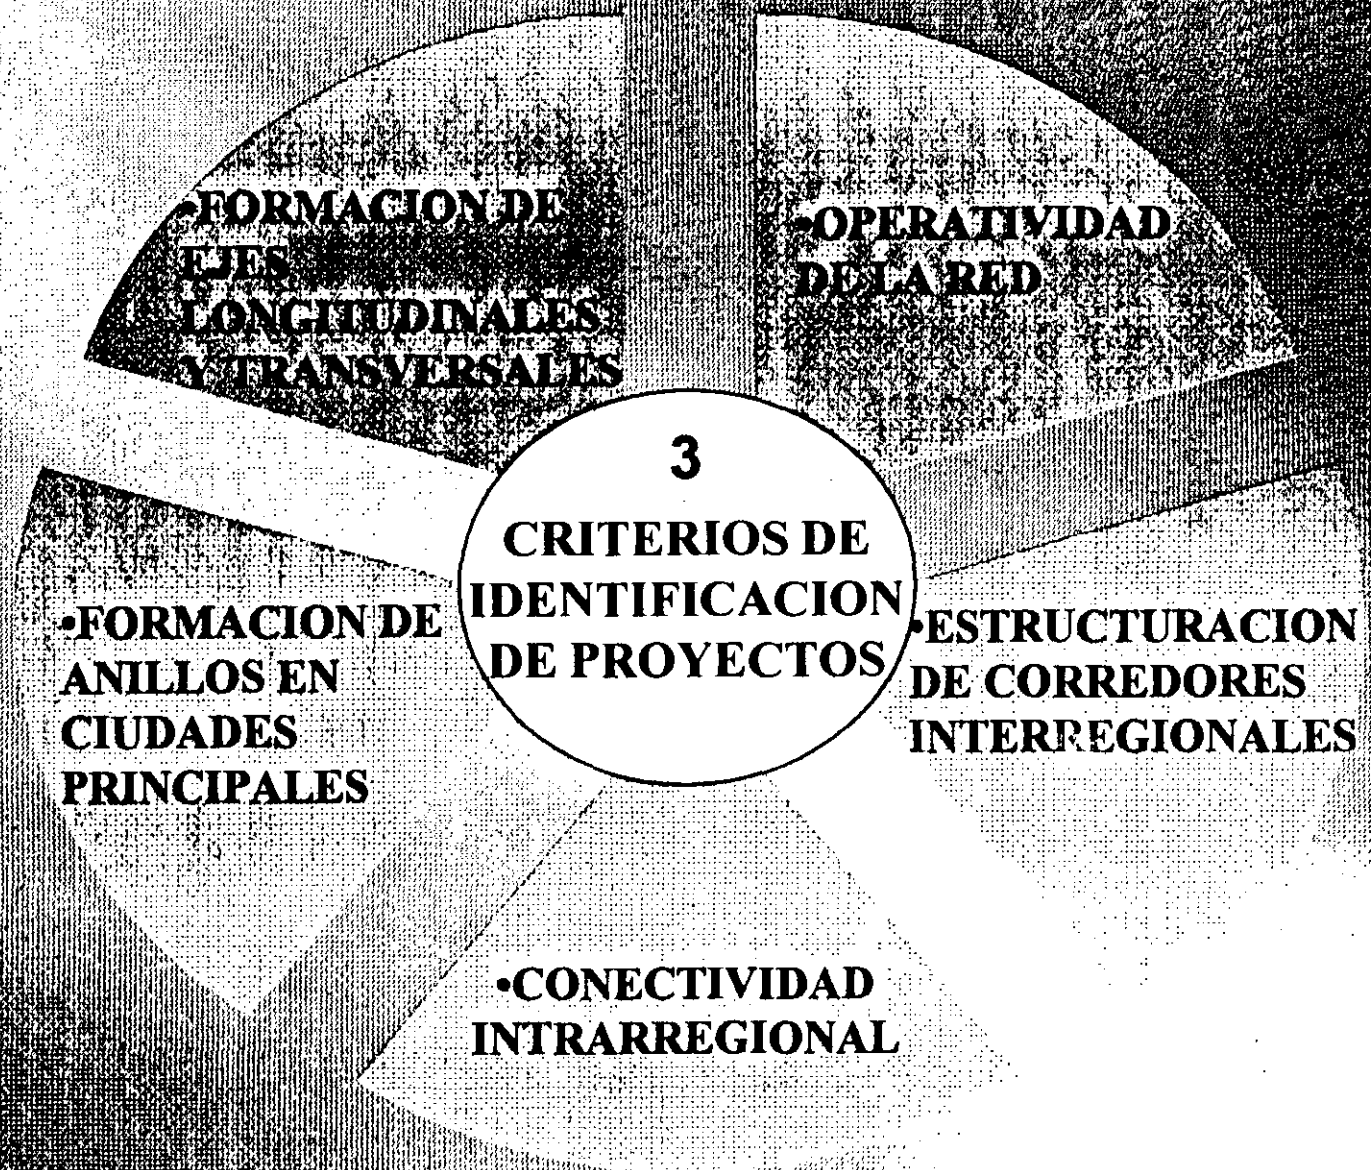 •FORMACION DE
EJES
LONGITUDINALES
Y TRANSVERSALES
•OPERATIVIDAD
DE LA RED
3
CRITERIOS DE
IDENTIFICACION
DE PROYECTOS
•FORMACION DE
ANILLOS EN
CIUDADES
PRINCIPALES
•ESTRUCTURACION
DE CORREDORES
INTERREGIONALES
•CONECTIVIDAD
INTRARREGIONAL